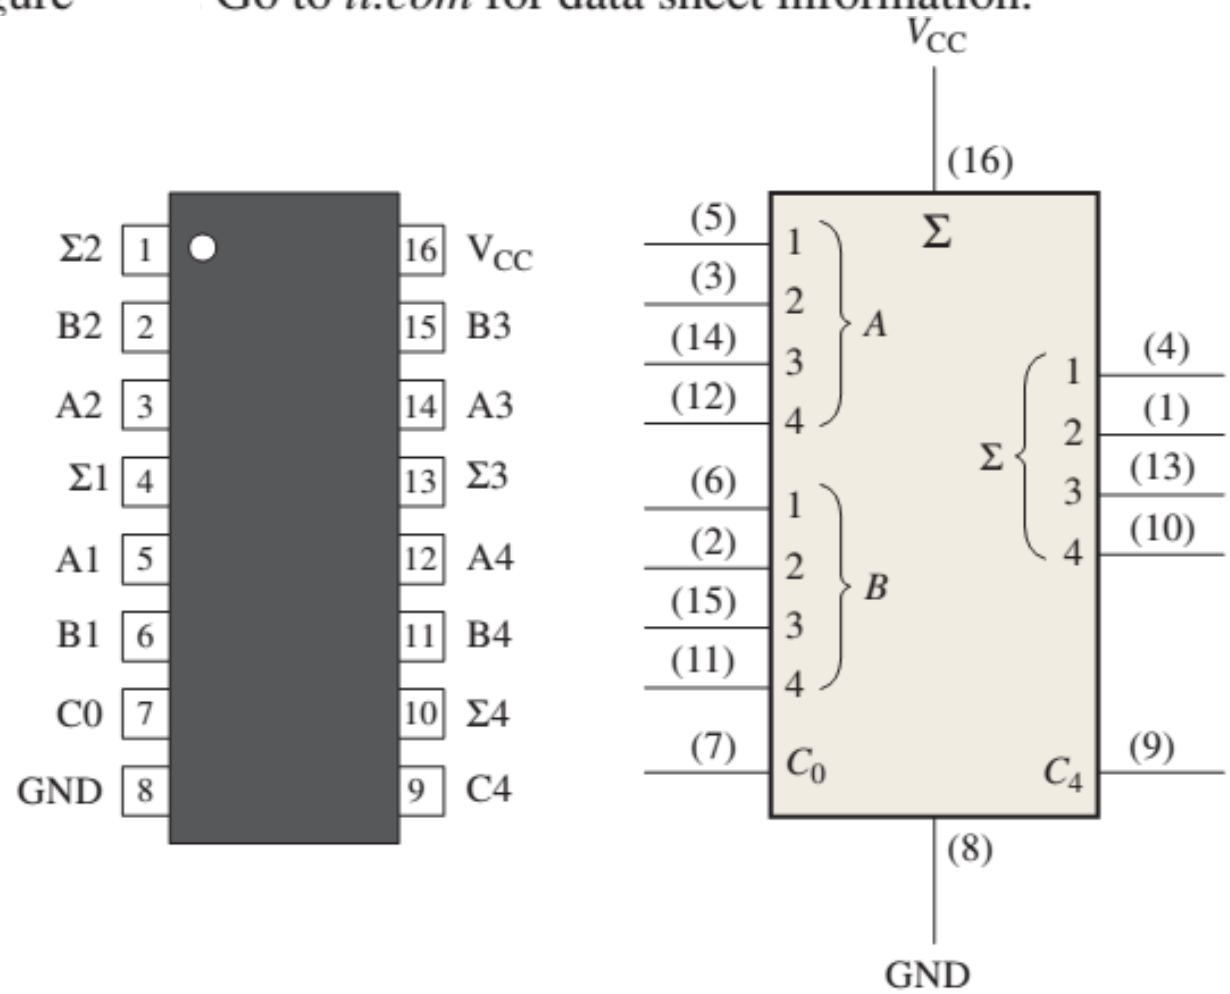 Go to ti.com for data sheet information.
Σ2 1
B2 2
A2 3
Σ1 4
A1 5
B1 6
C0 7
GND 8
16 VCC
15 B3
14 A3
13 Σ3
12 A4
11 B4
10 Σ4
9 C4
VCC
(16)
Σ
(5) 1
(3) 2
(14) 3
(12) 4
A
(6) 1
(2) 2
(15) 3
(11) 4
B
(7) C0
Σ
1 (4)
2 (1)
3 (13)
4 (10)
C4 (9)
(8)
GND